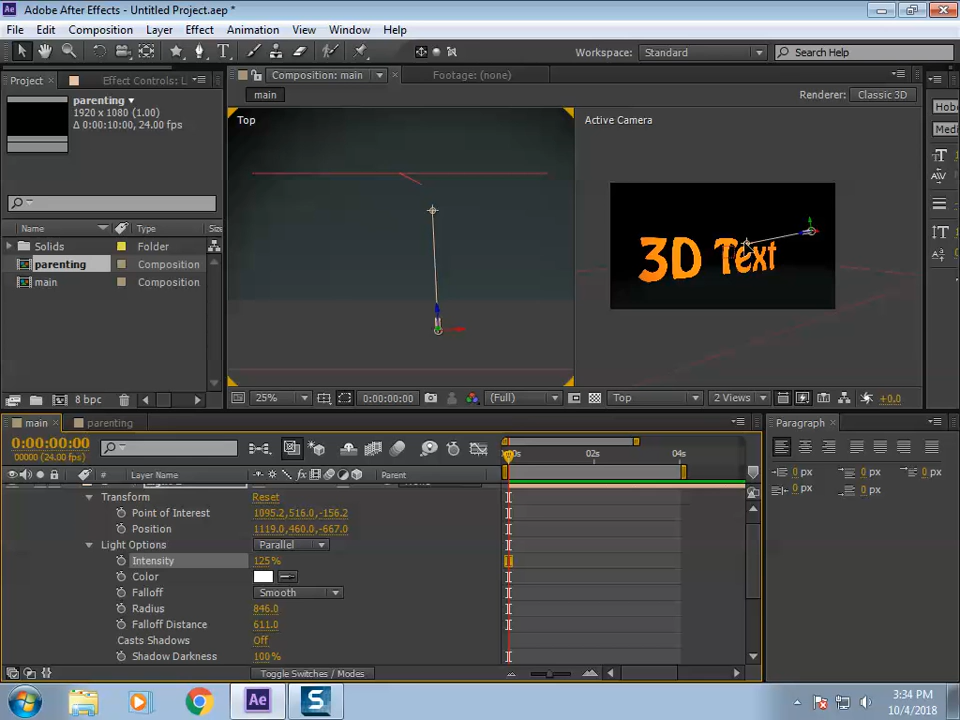 Adobe After Effects - Untitled Project.aep *
File Edit Composition Layer Effect Animation View Window Help
Workspace: Standard Search Help
Project Effect Controls: L Composition: main Footage: (none)
parenting
1920 x 1080 (1.00)
Δ 0:00:10:00, 24.00 fps
main
Renderer: Classic 3D
Top
Active Camera
3D Text
Hob
Med
Name Type Size
Solids Folder
parenting Composition
main Composition
8 bpc
25% 0:00:00:00 (Full) Top 2 Views +0.0
main parenting
Paragraph
0:00:00:00
00000 (24.00 fps)
# Layer Name Parent
02s 04s
Transform Reset
Point of Interest 1095.2,516.0,-156.2
Position 1119.0,460.0,-667.0
Light Options Parallel
Intensity 125%
Color
Falloff Smooth
Radius 846.0
Falloff Distance 611.0
Casts Shadows Off
Shadow Darkness 100%
Toggle Switches / Modes
0 px 0 px 0 px
0 px 0 px
3:34 PM
10/4/2018